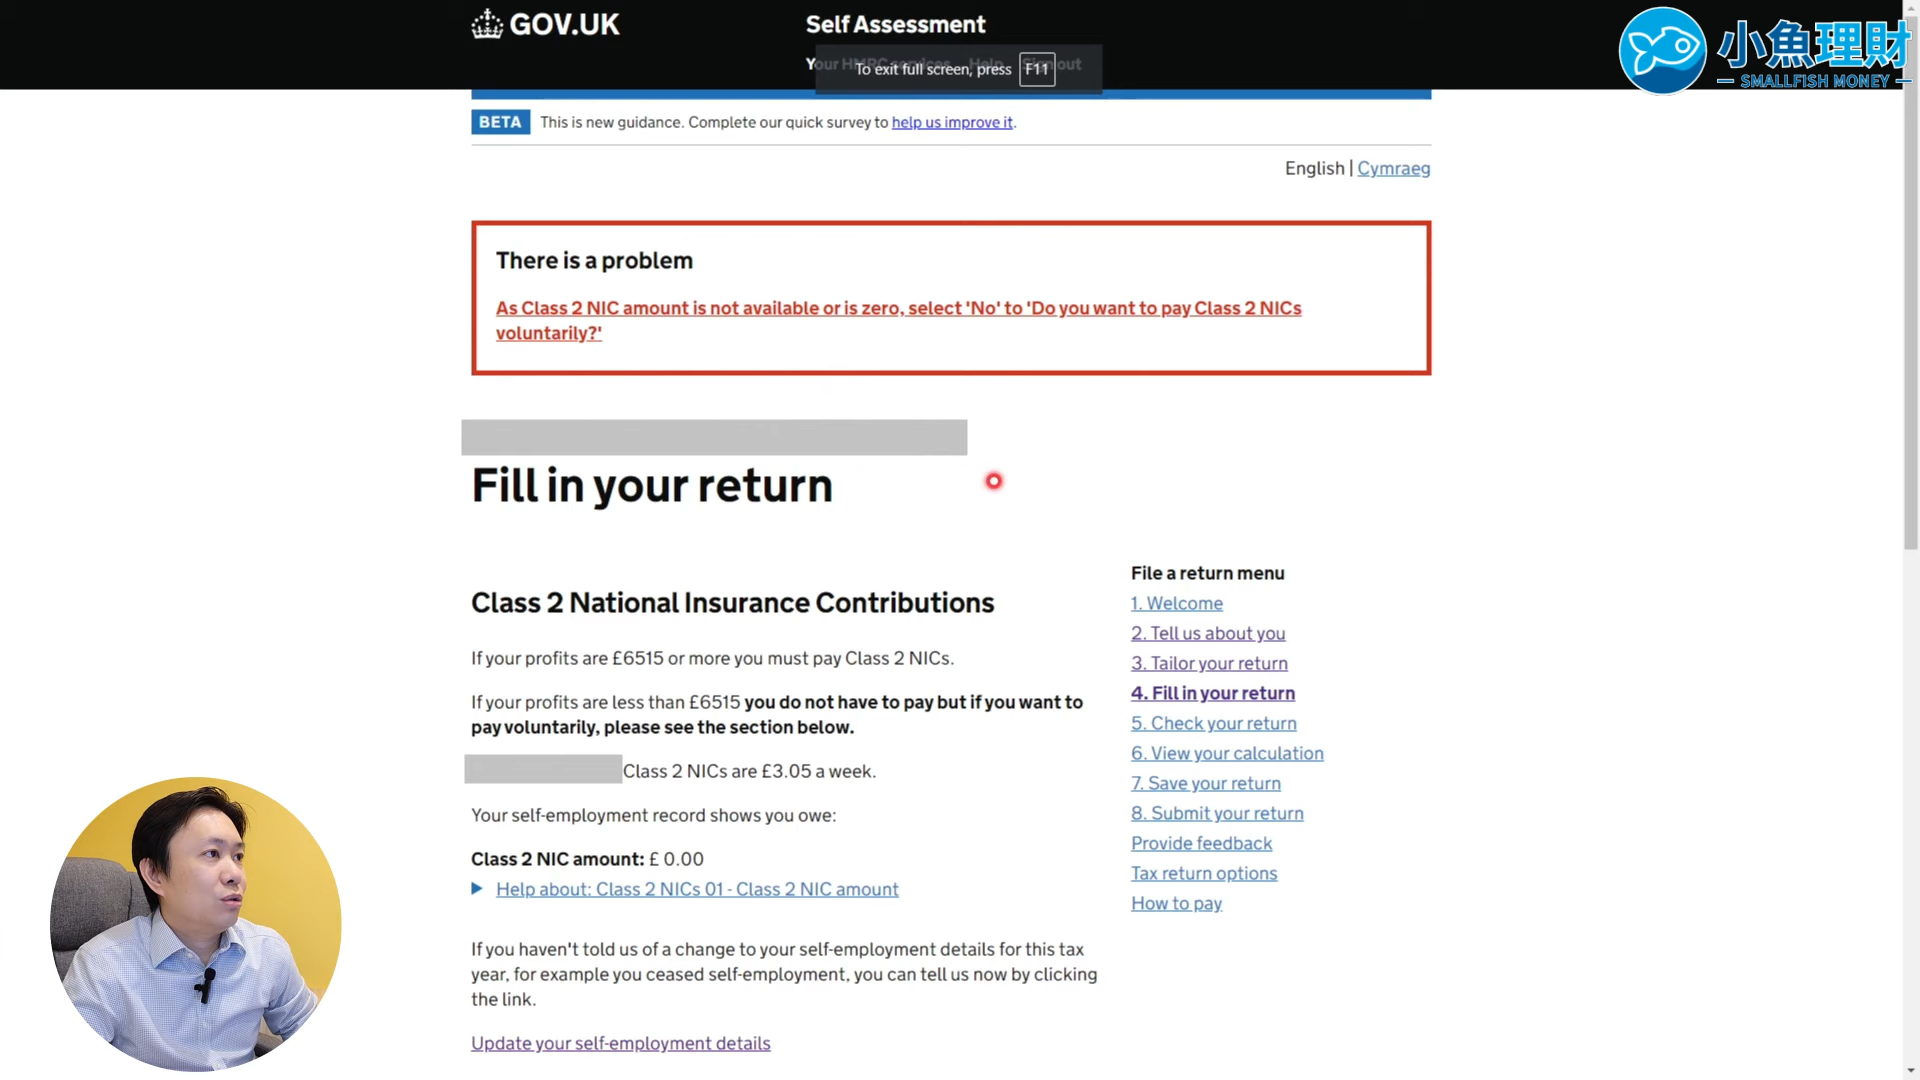 GOV.UK
Self Assessment
Your HMRC services Help Sign out
To exit full screen, press F11
小魚理財
SMALLFISH MONEY
BETA This is new guidance. Complete our quick survey to help us improve it.
English | Cymraeg
There is a problem
As Class 2 NIC amount is not available or is zero, select 'No' to 'Do you want to pay Class 2 NICs
voluntarily?'
Fill in your return
Class 2 National Insurance Contributions
If your profits are £6515 or more you must pay Class 2 NICs.
If your profits are less than £6515 you do not have to pay but if you want to
pay voluntarily, please see the section below.
Class 2 NICs are £3.05 a week.
Your self-employment record shows you owe:
Class 2 NIC amount: £ 0.00
Help about: Class 2 NICs 01 - Class 2 NIC amount
If you haven't told us of a change to your self-employment details for this tax
year, for example you ceased self-employment, you can tell us now by clicking
the link.
Update your self-employment details
File a return menu
1. Welcome
2. Tell us about you
3. Tailor your return
4. Fill in your return
5. Check your return
6. View your calculation
7. Save your return
8. Submit your return
Provide feedback
Tax return options
How to pay